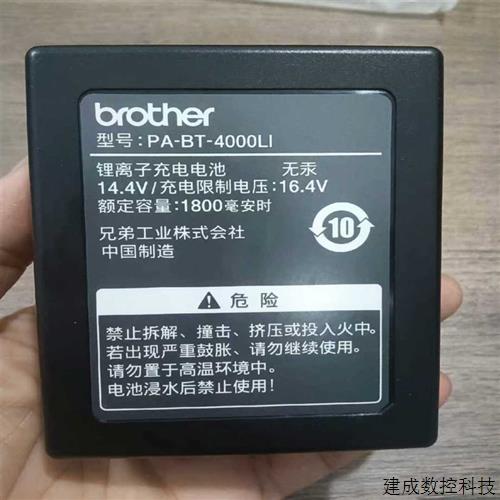 brother
型号：PA-BT-4000LI
锂离子充电电池 无汞
14.4V/充电限制电压：16.4V
额定容量：1800毫安时
兄弟工业株式会社
中国制造
10
危险
禁止拆解、撞击、挤压或投入火中。
若出现严重鼓胀、请勿继续使用。
请勿置于高温环境中。
电池浸水后禁止使用！
建成数控科技